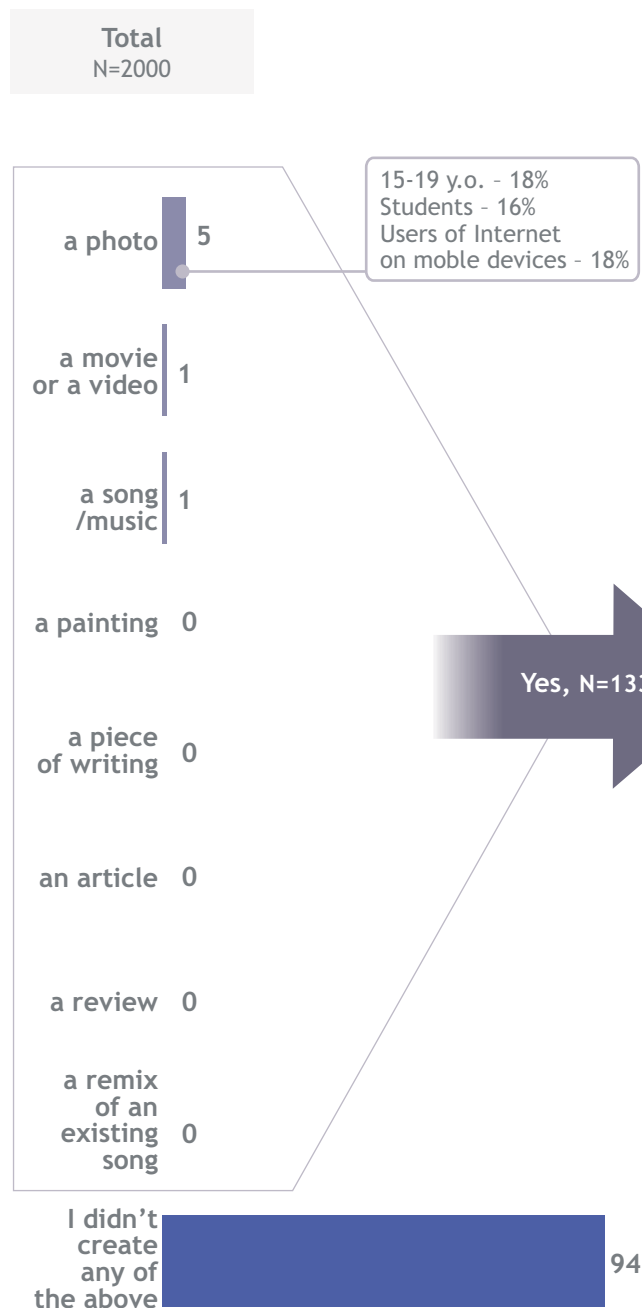 Total
N=2000
15-19 y.o. – 18%
Students – 16%
Users of Internet
on moble devices – 18%
a photo 5
a movie
or a video 1
a song
/music 1
a painting 0
Yes, N=133
a piece
of writing 0
an article 0
a review 0
a remix
of an
existing
song 0
I didn’t
create
any of
the above 94